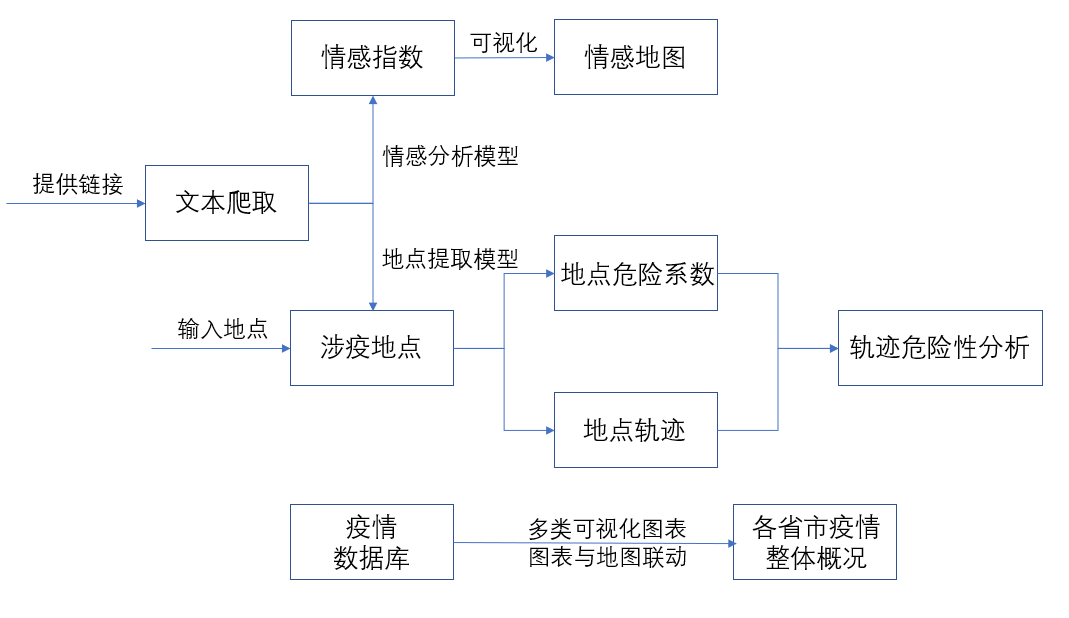 情感指数
可视化
情感地图
情感分析模型
提供链接
文本爬取
地点提取模型
地点危险系数
输入地点
涉疫地点
轨迹危险性分析
地点轨迹
疫情
数据库
多类可视化图表
图表与地图联动
各省市疫情
整体概况